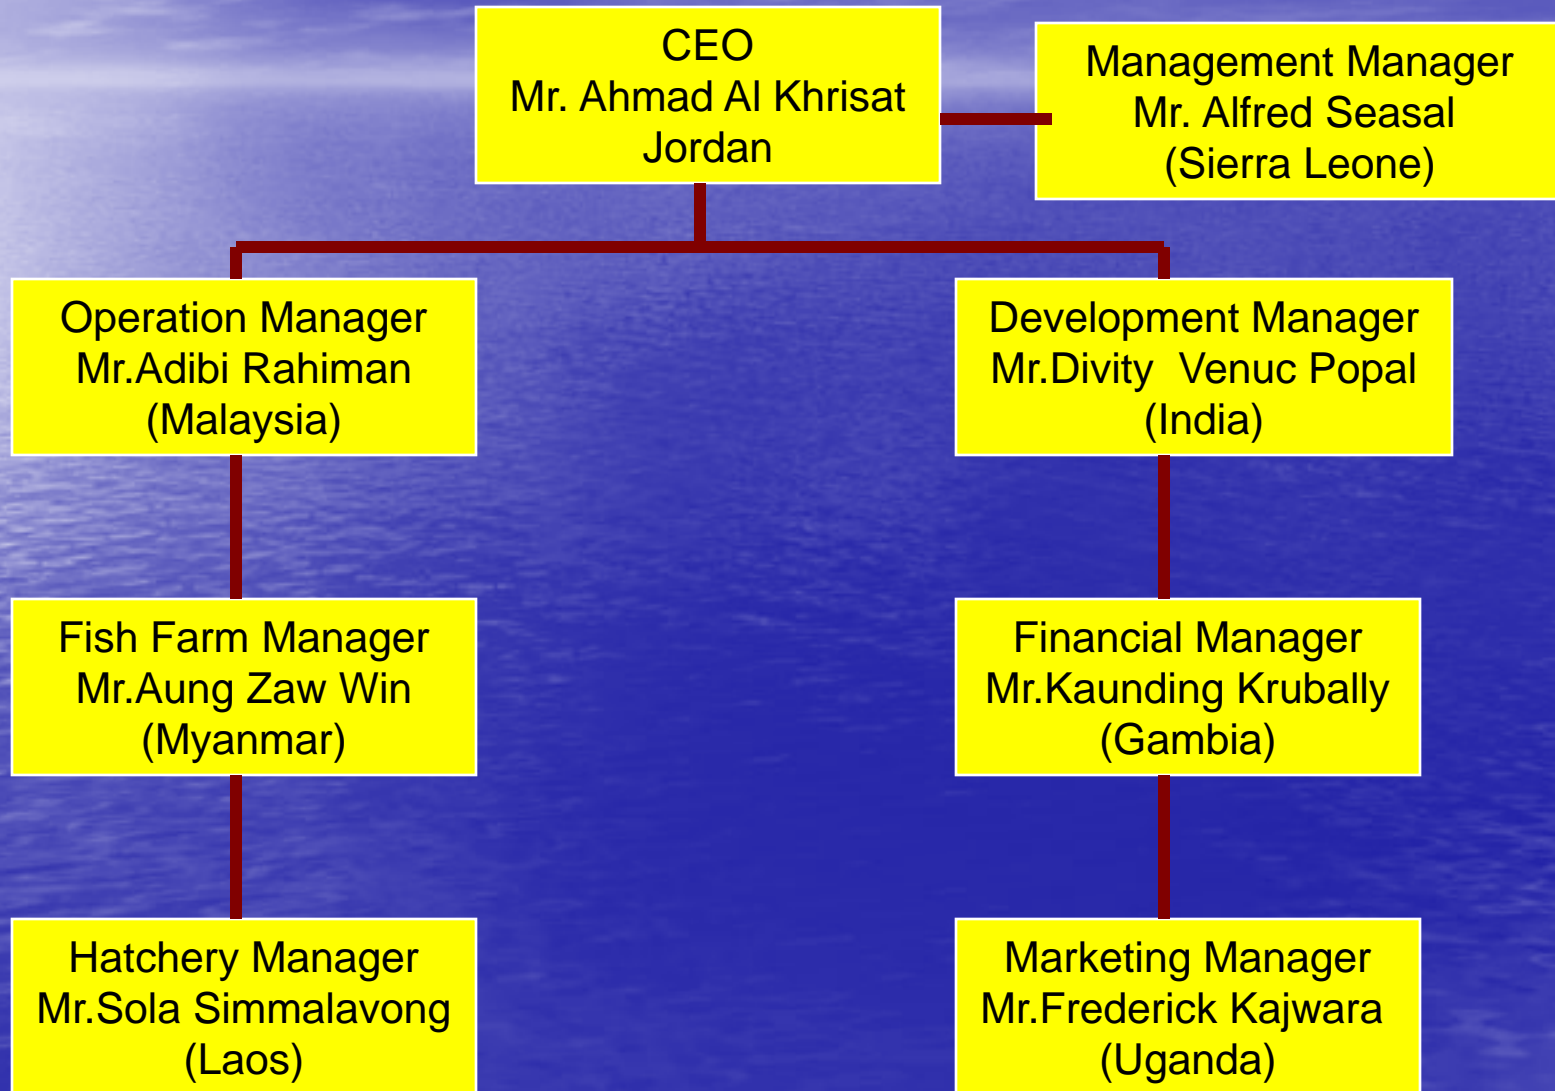 CEO
Mr. Ahmad Al Khrisat
Jordan
Management Manager
Mr. Alfred Seasal
(Sierra Leone)
Operation Manager
Mr.Adibi Rahiman
(Malaysia)
Development Manager
Mr.Divity  Venuc Popal
(India)
Fish Farm Manager
Mr.Aung Zaw Win
(Myanmar)
Financial Manager
Mr.Kaunding Krubally
(Gambia)
Hatchery Manager
Mr.Sola Simmalavong
(Laos)
Marketing Manager
Mr.Frederick Kajwara
(Uganda)